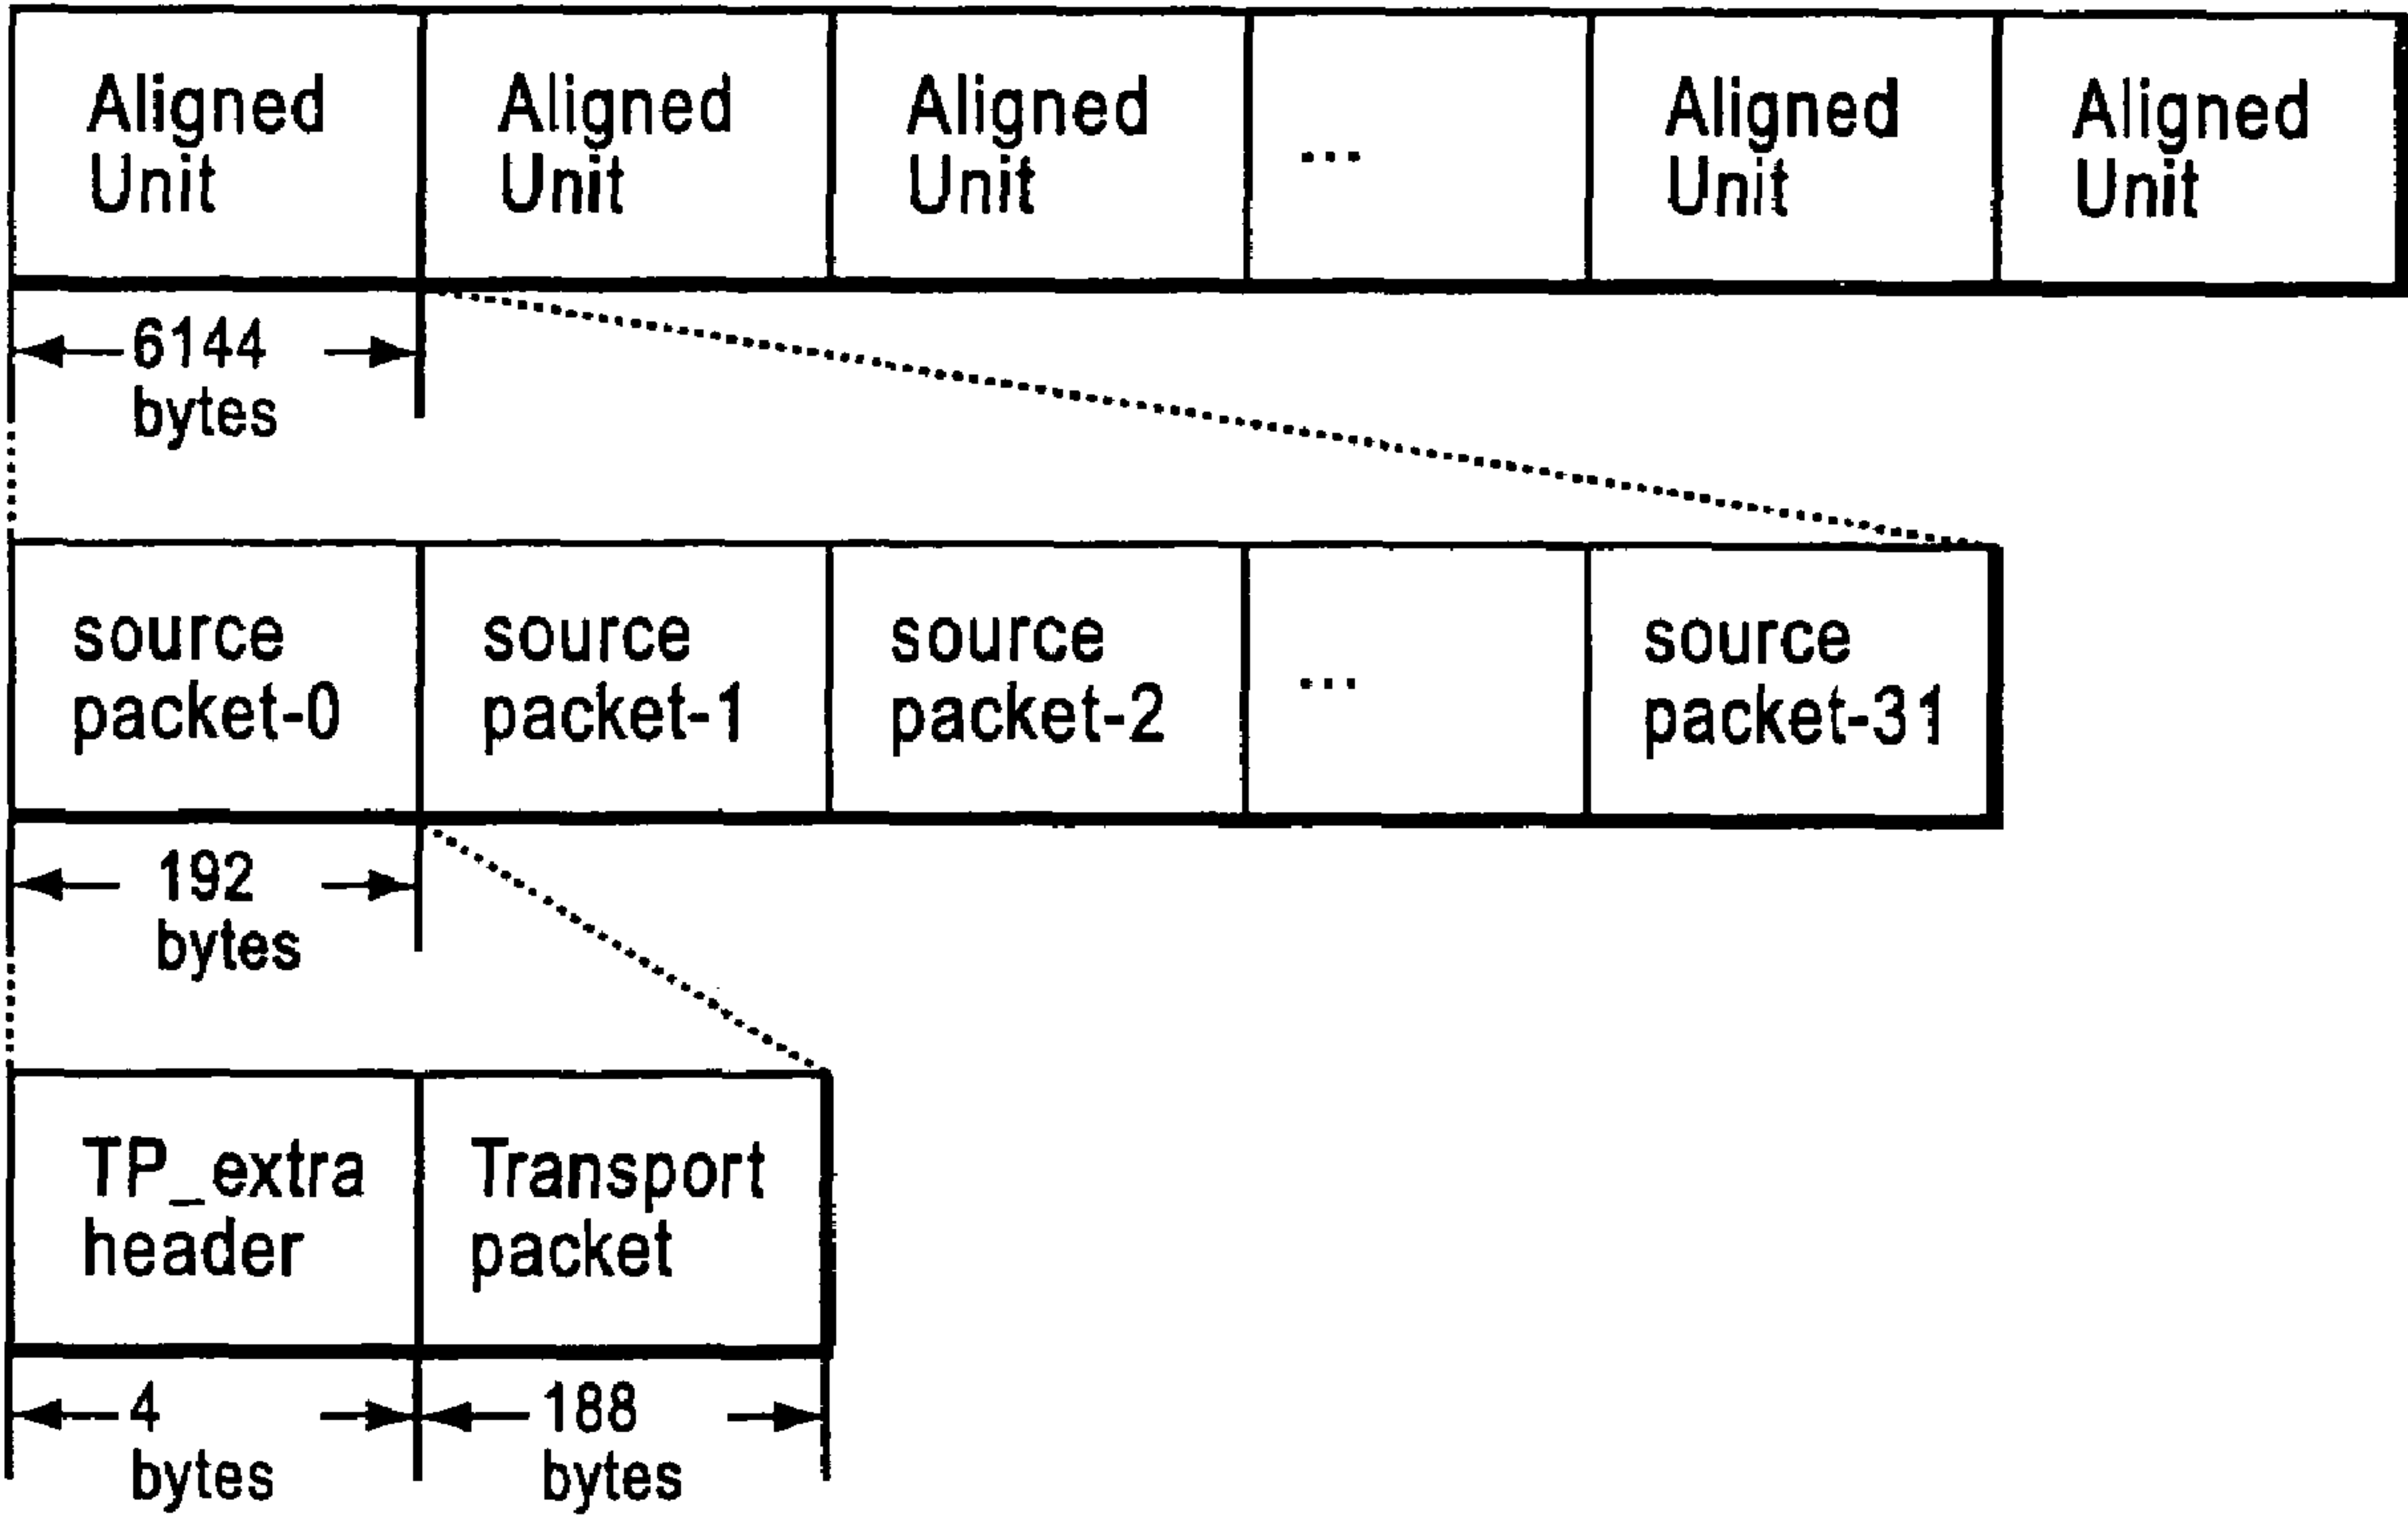 Aligned
Unit
Aligned
Unit
Aligned
Unit
...
Aligned
Unit
Aligned
Unit
6144
bytes
source
packet-0
source
packet-1
source
packet-2
...
source
packet-31
192
bytes
TP_extra
header
Transport
packet
4
bytes
188
bytes